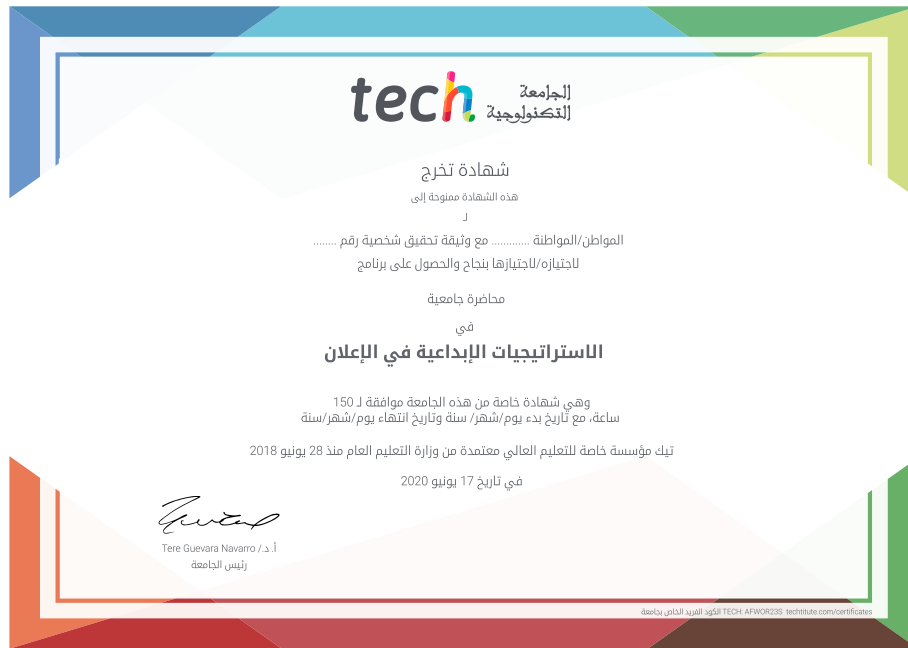 tech الجامعة
التكنولوجية
شهادة تخرج
هذه الشهادة ممنوحة إلى
لـ
المواطن/المواطنة ............. مع وثيقة تحقيق شخصية رقم ........
لاجتيازه/لاجتيازها بنجاح والحصول على برنامج
محاضرة جامعية
في
الاستراتيجيات الإبداعية في الإعلان
وهي شهادة خاصة من هذه الجامعة موافقة لـ 150
ساعة، مع تاريخ بدء يوم/شهر/ سنة وتاريخ انتهاء يوم/شهر/سنة
تيك مؤسسة خاصة للتعليم العالي معتمدة من وزارة التعليم العام منذ 28 يونيو 2018
في تاريخ 17 يونيو 2020
أ. د./ Tere Guevara Navarro
رئيس الجامعة
الكود الفريد الخاص بجامعة TECH: AFWOR23S techtitute.com/certificates